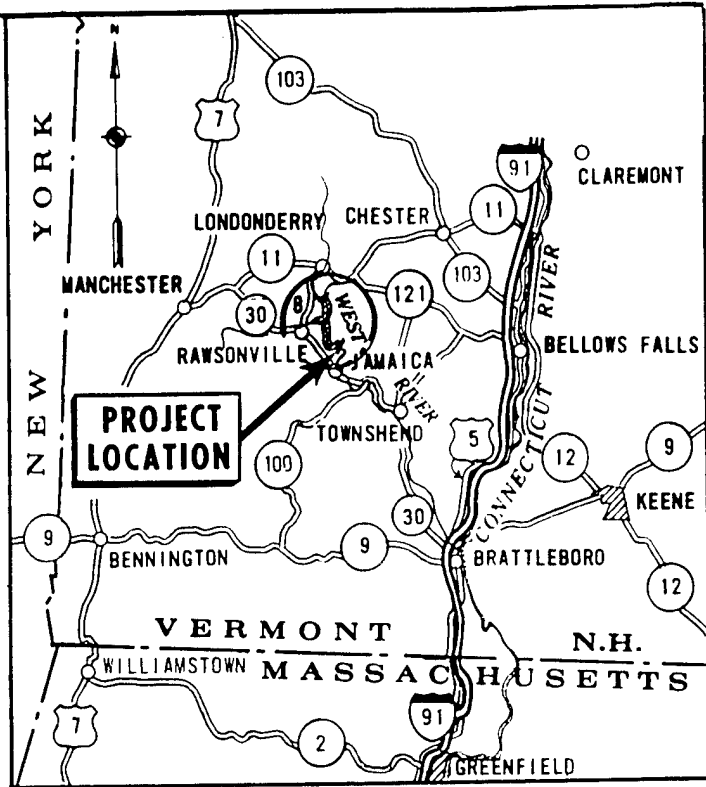 N
103
7
91
CLAREMONT
NEW YORK
LONDONDERRY
CHESTER
11
11
MANCHESTER
103
121
8
30
WEST RIVER
RAWSONVILLE
JAMAICA
BELLOWS FALLS
CONNECTICUT RIVER
PROJECT
LOCATION
TOWNSHEND
5
100
12
9
KEENE
30
9
BENNINGTON
9
BRATTLEBORO
12
VERMONT
N.H.
WILLIAMSTOWN
MASSACHUSETTS
7
91
2
GREENFIELD